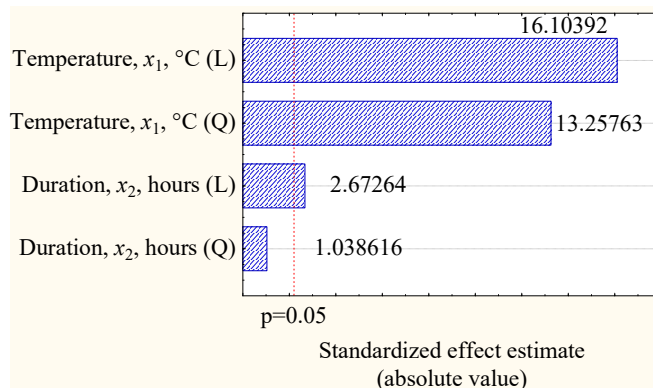 16.10392
Temperature, x₁, °C (L)
Temperature, x₁, °C (Q)
13.25763
Duration, x₂, hours (L)
2.67264
Duration, x₂, hours (Q)
1.038616
p=0.05
Standardized effect estimate
(absolute value)